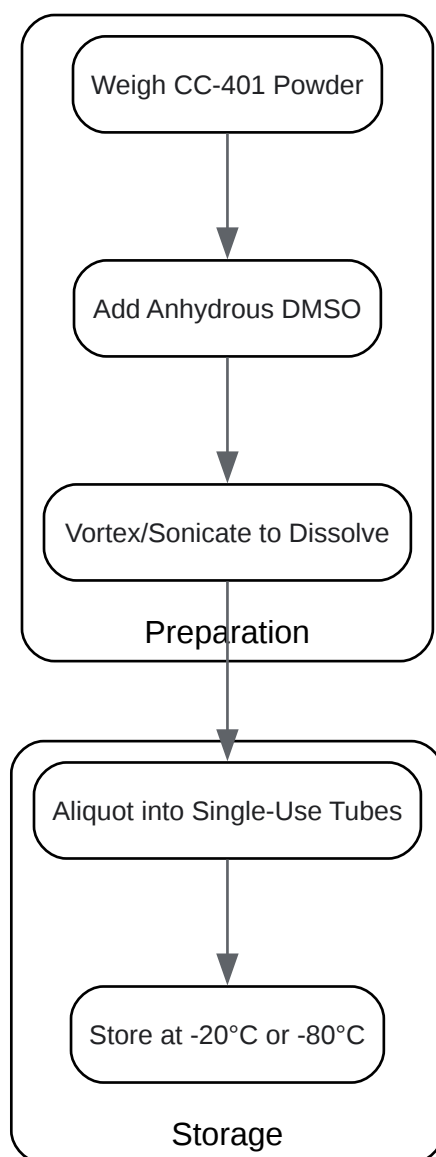 Weigh CC-401 Powder
Add Anhydrous DMSO
Vortex/Sonicate to Dissolve
Preparation
Aliquot into Single-Use Tubes
Store at -20°C or -80°C
Storage